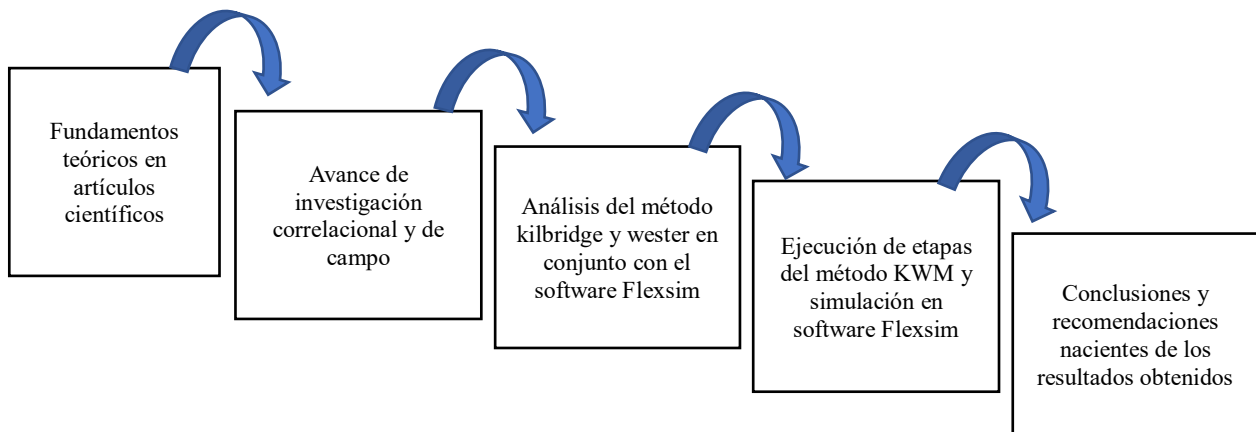 Fundamentos
teóricos en
artículos
científicos
Avance de
investigación
correlacional y de
campo
Análisis del método
kilbridge y wester en
conjunto con el
software Flexsim
Ejecución de etapas
del método KWM y
simulación en
software Flexsim
Conclusiones y
recomendaciones
nacientes de los
resultados obtenidos